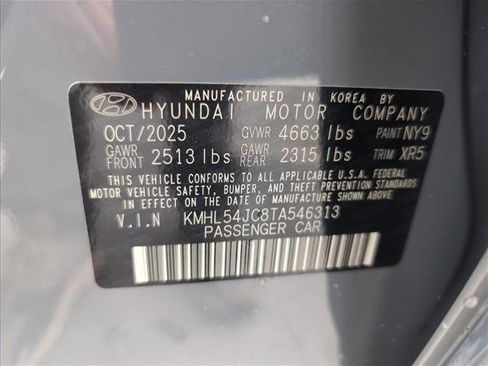 MANUFACTURED IN KOREA BY
HYUNDAI MOTOR COMPANY
OCT/2025 GVWR 4663 lbs PAINT NY9
GAWR FRONT 2513 lbs GAWR REAR 2315 lbs TRIM XR5
THIS VEHICLE CONFORMS TO ALL APPLICABLE U.S.A. FEDERAL
MOTOR VEHICLE SAFETY, BUMPER, AND THEFT PREVENTION STANDARDS
IN EFFECT ON THE DATE OF MANUFACTURE SHOWN ABOVE
V.I.N KMHL54JC8TA546313
PASSENGER CAR